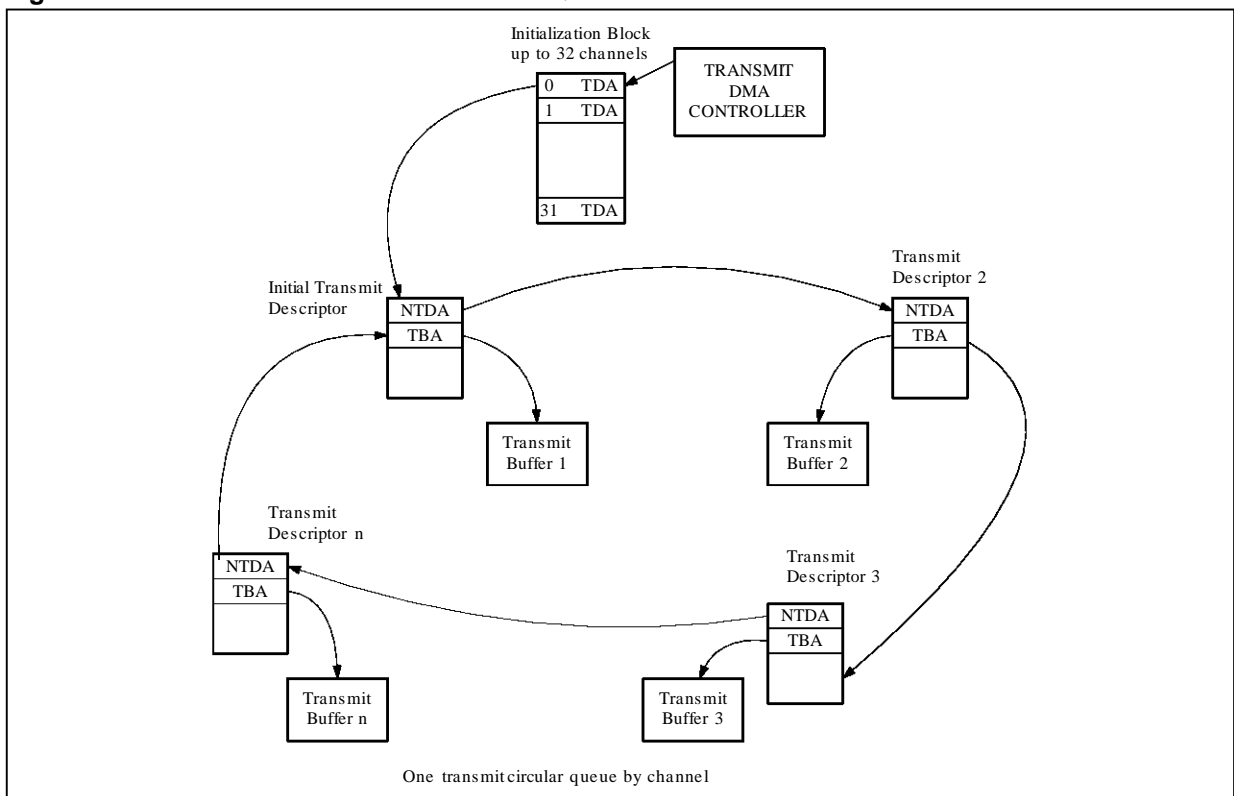 Initialization Block
up to 32 channels
TRANSMIT
DMA
CONTROLLER
0 TDA
1 TDA
31 TDA
Initial Transmit
Descriptor
NTDA
TBA
Transmit
Descriptor 2
NTDA
TBA
Transmit
Buffer 1
Transmit
Buffer 2
Transmit
Descriptor n
NTDA
TBA
Transmit
Descriptor 3
NTDA
TBA
Transmit
Buffer n
Transmit
Buffer 3
One transmit circular queue by channel